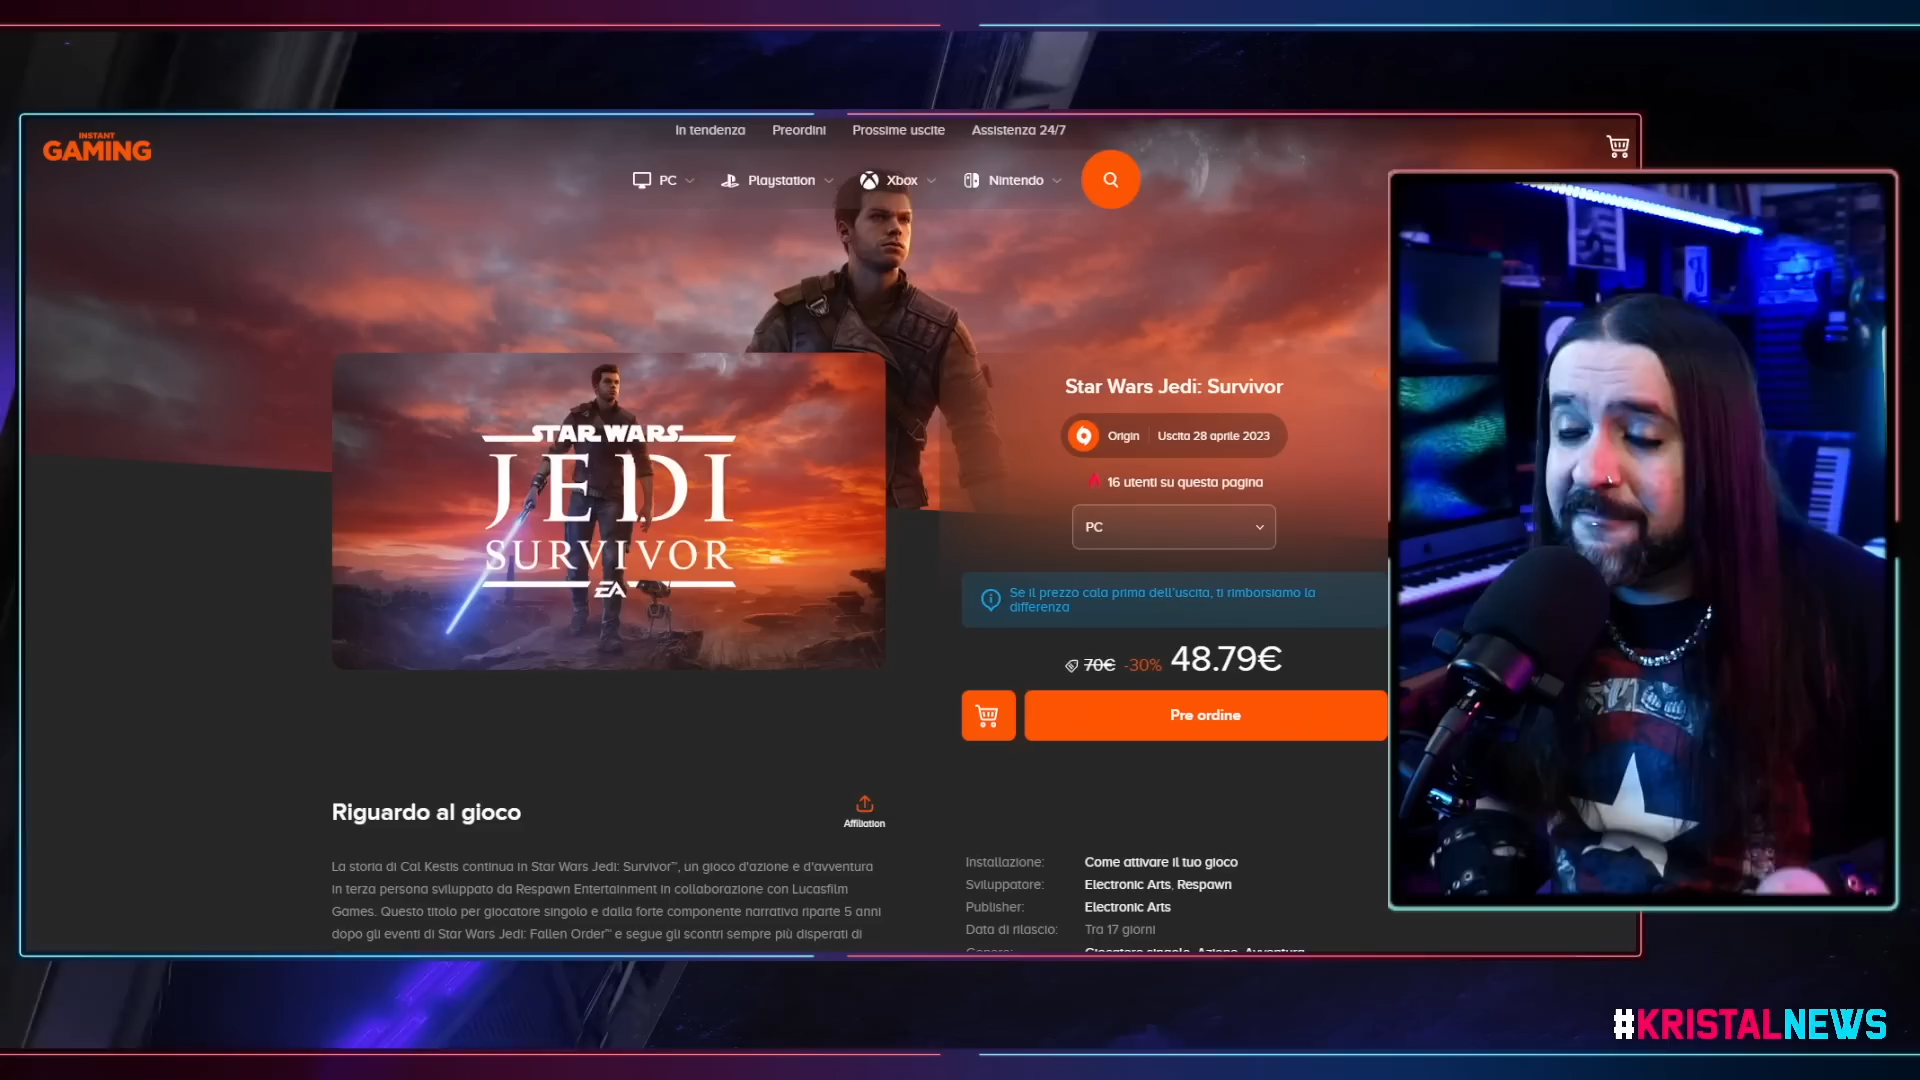 In tendenza Preordini Prossime uscite Assistenza 24/7
INSTANT
GAMING
PC Playstation Xbox Nintendo
STAR WARS
JEDI
SURVIVOR
EA
Star Wars Jedi: Survivor
Origin Uscita 28 aprile 2023
16 utenti su questa pagina
PC
Se il prezzo cala prima dell'uscita, ti rimborsiamo la
differenza
70€ -30% 48.79€
Pre ordine
Riguardo al gioco
Affiliation
La storia di Cal Kestis continua in Star Wars Jedi: Survivor™, un gioco d'azione e d'avventura
in terza persona sviluppato da Respawn Entertainment in collaborazione con Lucasfilm
Games. Questo titolo per giocatore singolo e dalla forte componente narrativa riparte 5 anni
dopo gli eventi di Star Wars Jedi: Fallen Order™ e segue gli scontri sempre più disperati di
Installazione: Come attivare il tuo gioco
Sviluppatore: Electronic Arts, Respawn
Publisher: Electronic Arts
Data di rilascio: Tra 17 giorni
Genere: Giocatore singolo, Azione, Avventura
#KRISTALNEWS